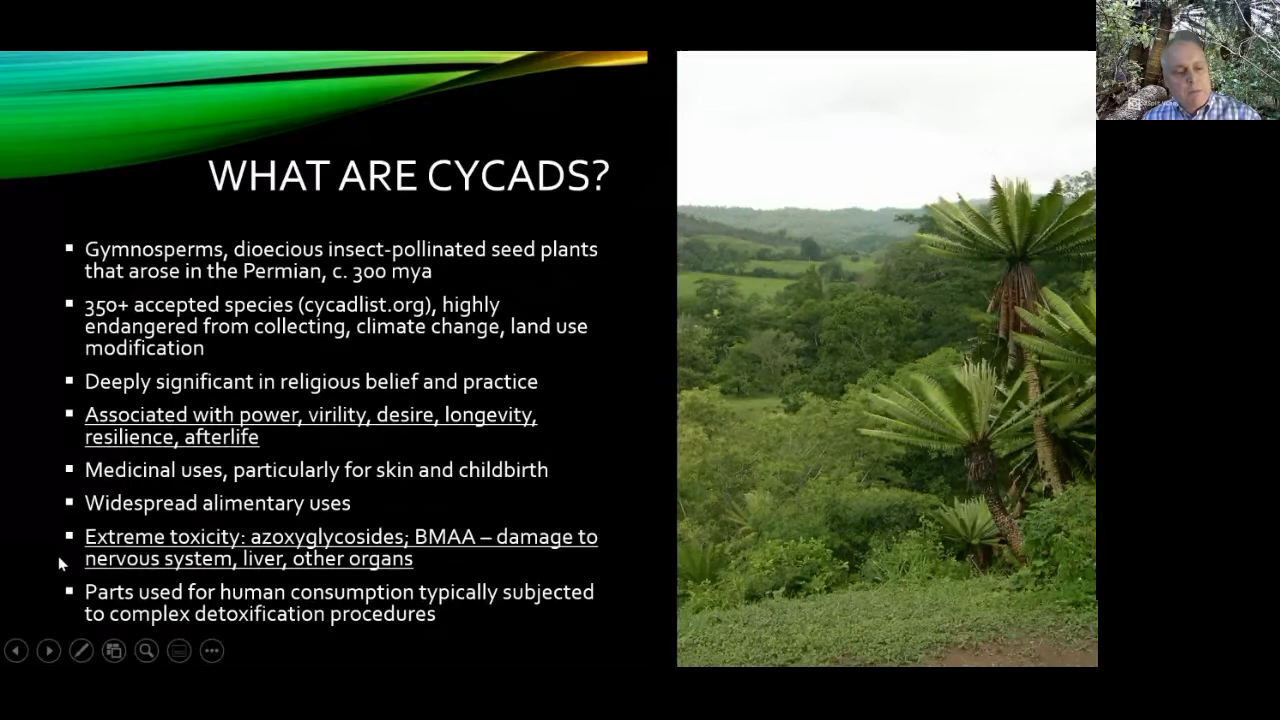 WHAT ARE CYCADS?
▪ Gymnosperms, dioecious insect-pollinated seed plants
that arose in the Permian, c. 300 mya
▪ 350+ accepted species (cycadlist.org), highly
endangered from collecting, climate change, land use
modification
▪ Deeply significant in religious belief and practice
▪ Associated with power, virility, desire, longevity,
resilience, afterlife
▪ Medicinal uses, particularly for skin and childbirth
▪ Widespread alimentary uses
▪ Extreme toxicity: azoxyglycosides; BMAA – damage to
nervous system, liver, other organs
▪ Parts used for human consumption typically subjected
to complex detoxification procedures